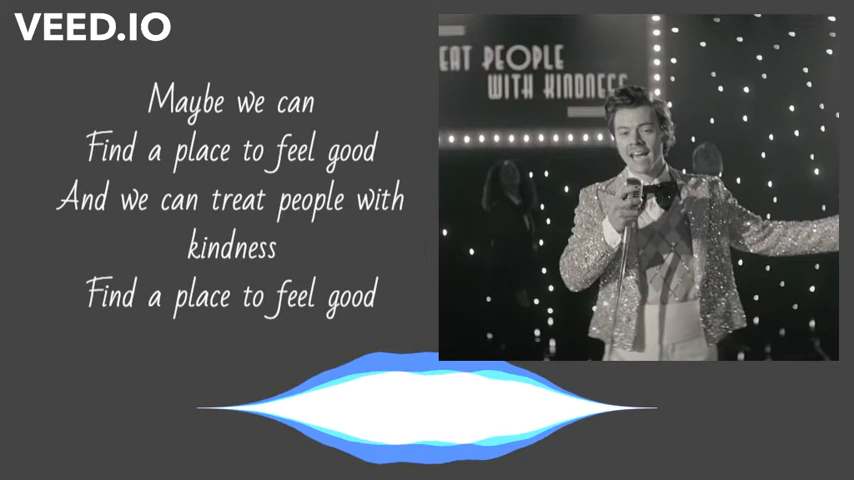 VEED.IO
EAT PEOPLE
WITH KINDNESS
Maybe we can
Find a place to feel good
And we can treat people with
kindness
Find a place to feel good